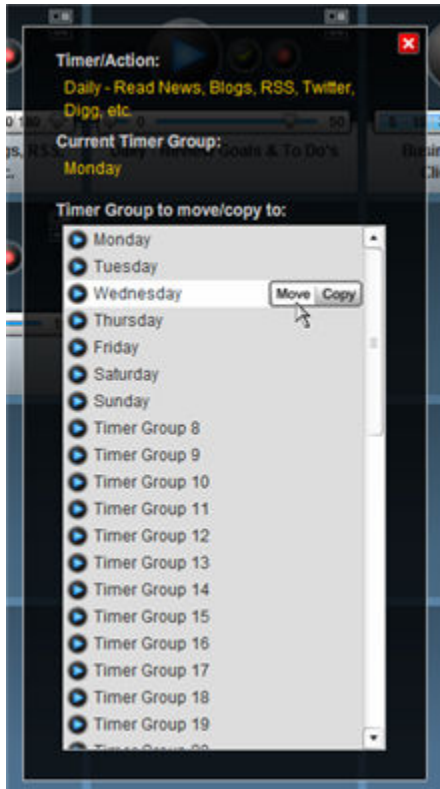 Timer/Action:
Daily - Read News, Blogs, RSS, Twitter,
Digg, etc.
Current Timer Group:
Monday
Timer Group to move/copy to:
Monday
Tuesday
Wednesday Move Copy
Thursday
Friday
Saturday
Sunday
Timer Group 8
Timer Group 9
Timer Group 10
Timer Group 11
Timer Group 12
Timer Group 13
Timer Group 14
Timer Group 15
Timer Group 16
Timer Group 17
Timer Group 18
Timer Group 19